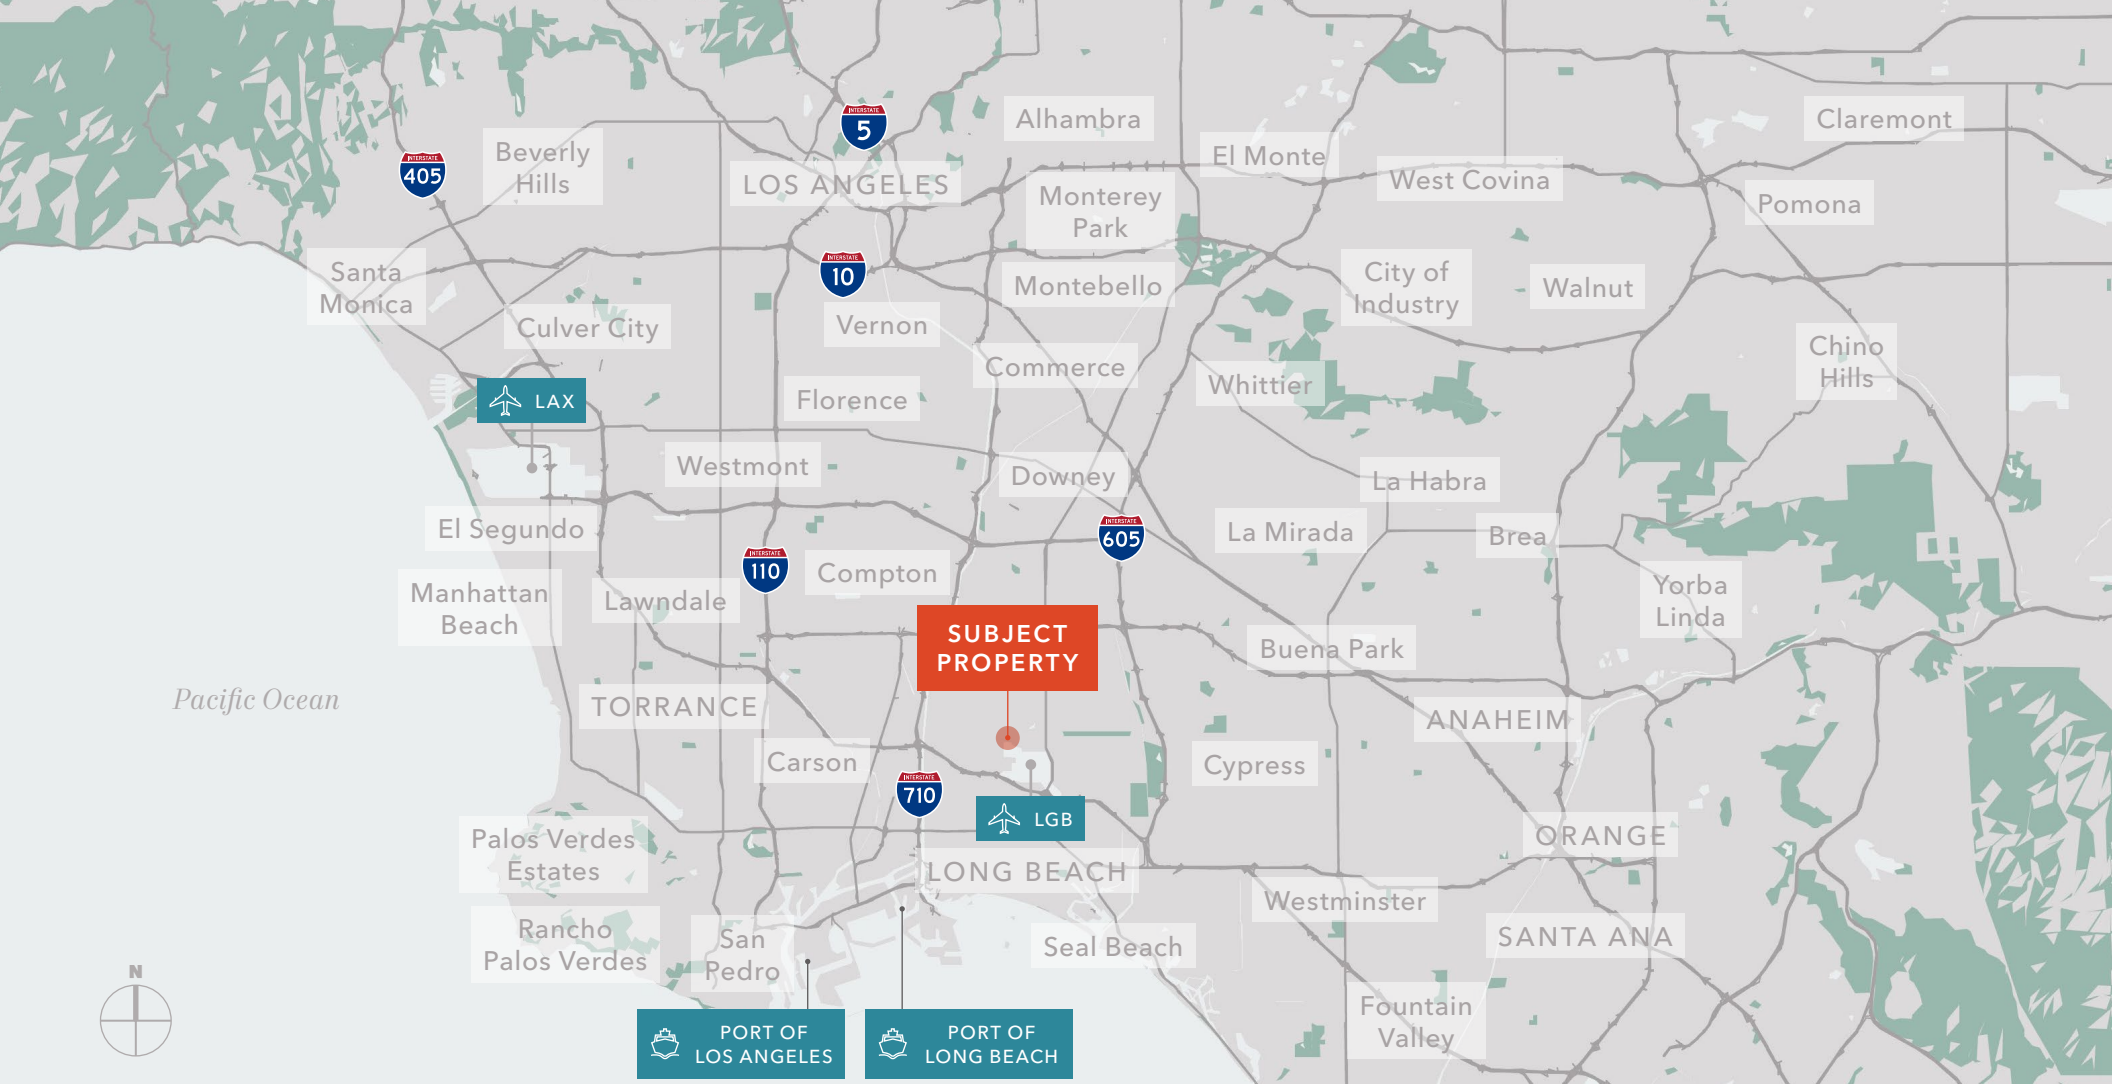 INTERSTATE
5
Alhambra
Claremont
Beverly
Hills
El Monte
INTERSTATE
405
LOS ANGELES
West Covina
Monterey
Park
Pomona
Santa
Monica
INTERSTATE
10
Montebello
City of
Industry
Walnut
Culver City
Vernon
Commerce
Chino
Hills
Whittier
LAX
Florence
Westmont
Downey
La Habra
El Segundo
INTERSTATE
605
La Mirada
Brea
INTERSTATE
110
Compton
Manhattan
Beach
Lawndale
Yorba
Linda
SUBJECT
PROPERTY
Buena Park
Pacific Ocean
TORRANCE
ANAHEIM
Carson
Cypress
INTERSTATE
710
LGB
Palos Verdes
Estates
ORANGE
LONG BEACH
Westminster
Rancho
Palos Verdes
San
Pedro
Seal Beach
SANTA ANA
N
Fountain
Valley
PORT OF
LOS ANGELES
PORT OF
LONG BEACH